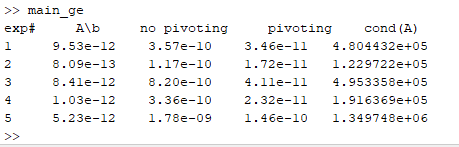 >> main_ge
exp# A\b no pivoting pivoting cond(A)
1 9.53e-12 3.57e-10 3.46e-11 4.804432e+05
2 8.09e-13 1.17e-10 1.72e-11 1.229722e+05
3 8.41e-12 8.20e-10 4.11e-11 4.953358e+05
4 1.03e-12 3.36e-10 2.32e-11 1.916369e+05
5 5.23e-12 1.78e-09 1.46e-10 1.349748e+06
>>